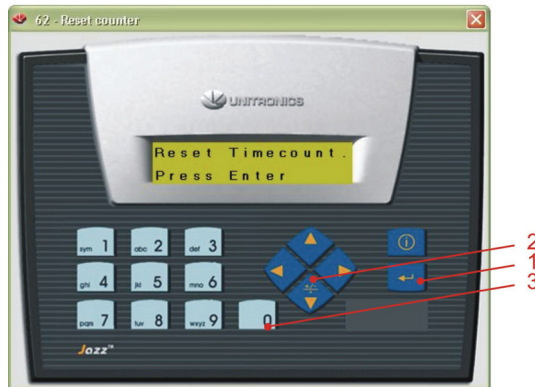 62 - Reset counter
UNITRONICS
Reset Timecount.
Press Enter
sym 1 abc 2 def 3
ghi 4 jkl 5 mno 6
+/-
pqrs 7 tuv 8 wxyz 9 0
Jazz™
2
1
3